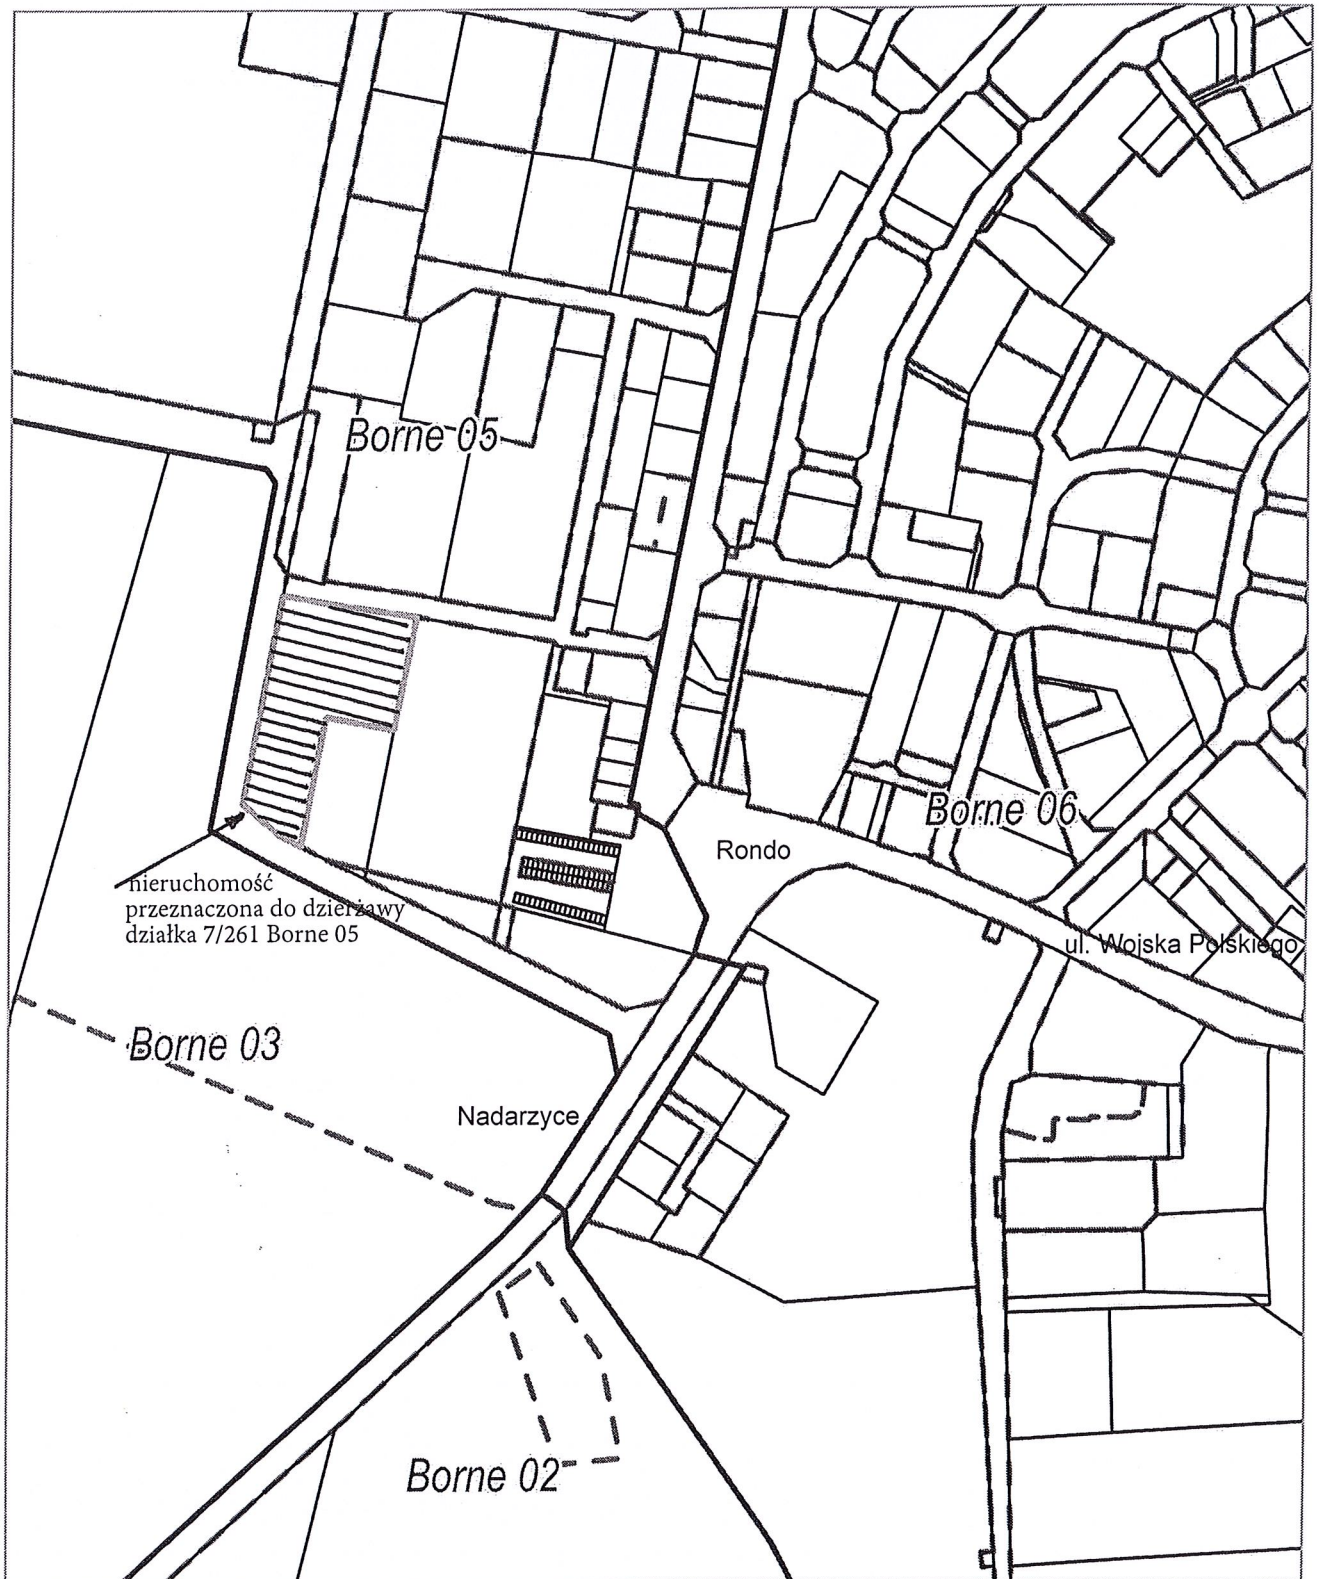 Borne 05
Borne 06
Rondo
nieruchomość
przeznaczona do dzierżawy
działka 7/261 Borne 05
ul. Wojska Polskiego
Borne 03
Nadarzyce
Borne 02